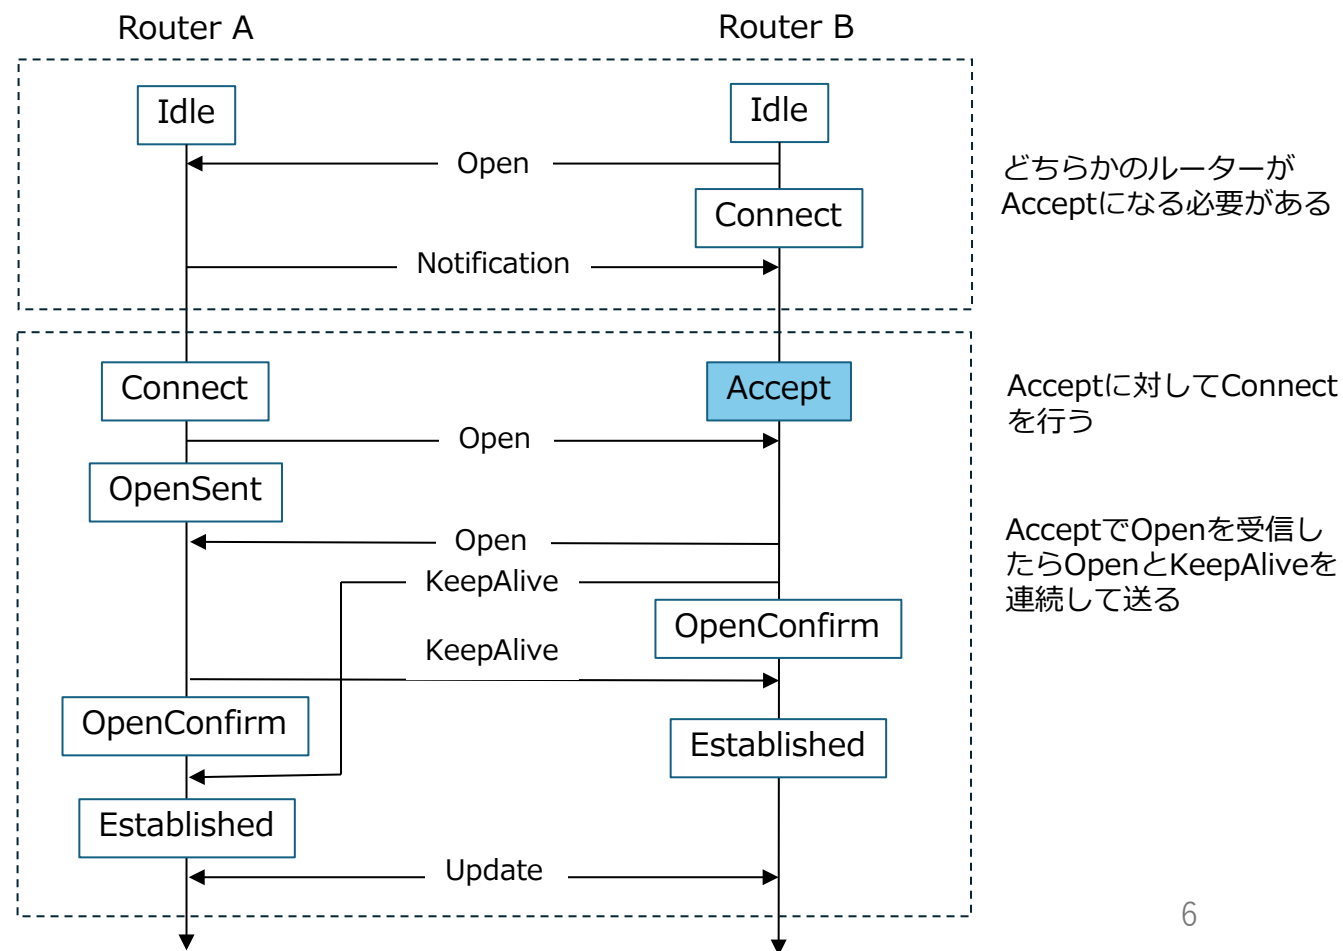 Router A
Router B
Idle
Idle
Open
どちらかのルーターが
Acceptになる必要がある
Connect
Notification
Connect
Accept
Acceptに対してConnect
を行う
Open
OpenSent
Open
AcceptでOpenを受信し
たらOpenとKeepAliveを
連続して送る
KeepAlive
OpenConfirm
KeepAlive
OpenConfirm
Established
Established
Update
6